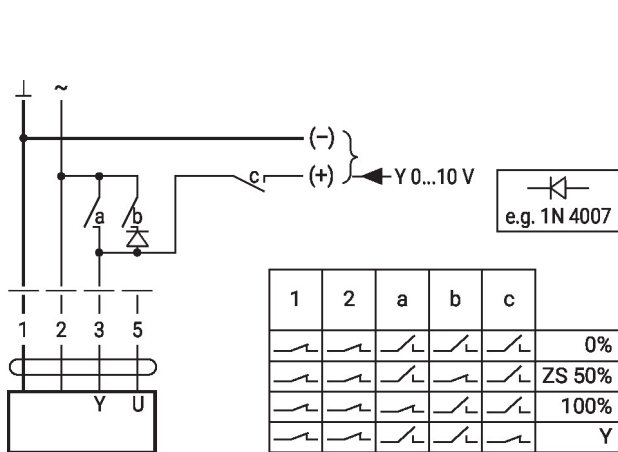 ⊥ ~
(–)
c (+) Y 0...10 V
a b
e.g. 1N 4007
1 2 3 5
Y U
1 2 a b c
0%
ZS 50%
100%
Y